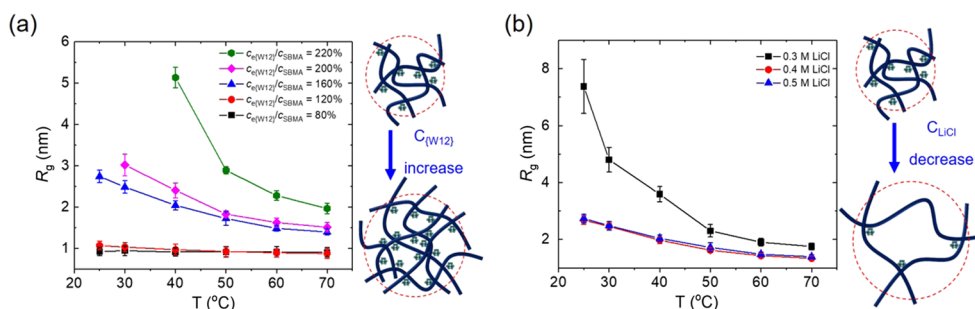 (a)
6
5
4
3
2
1
R_g (nm)
20 30 40 50 60 70
T (°C)
c_e{W12}/c_SBMA = 220%
c_e{W12}/c_SBMA = 200%
c_e{W12}/c_SBMA = 160%
c_e{W12}/c_SBMA = 120%
c_e{W12}/c_SBMA = 80%
C_{W12}
increase
(b)
8
6
4
2
R_g (nm)
20 30 40 50 60 70
T (°C)
0.3 M LiCl
0.4 M LiCl
0.5 M LiCl
C_LiCl
decrease